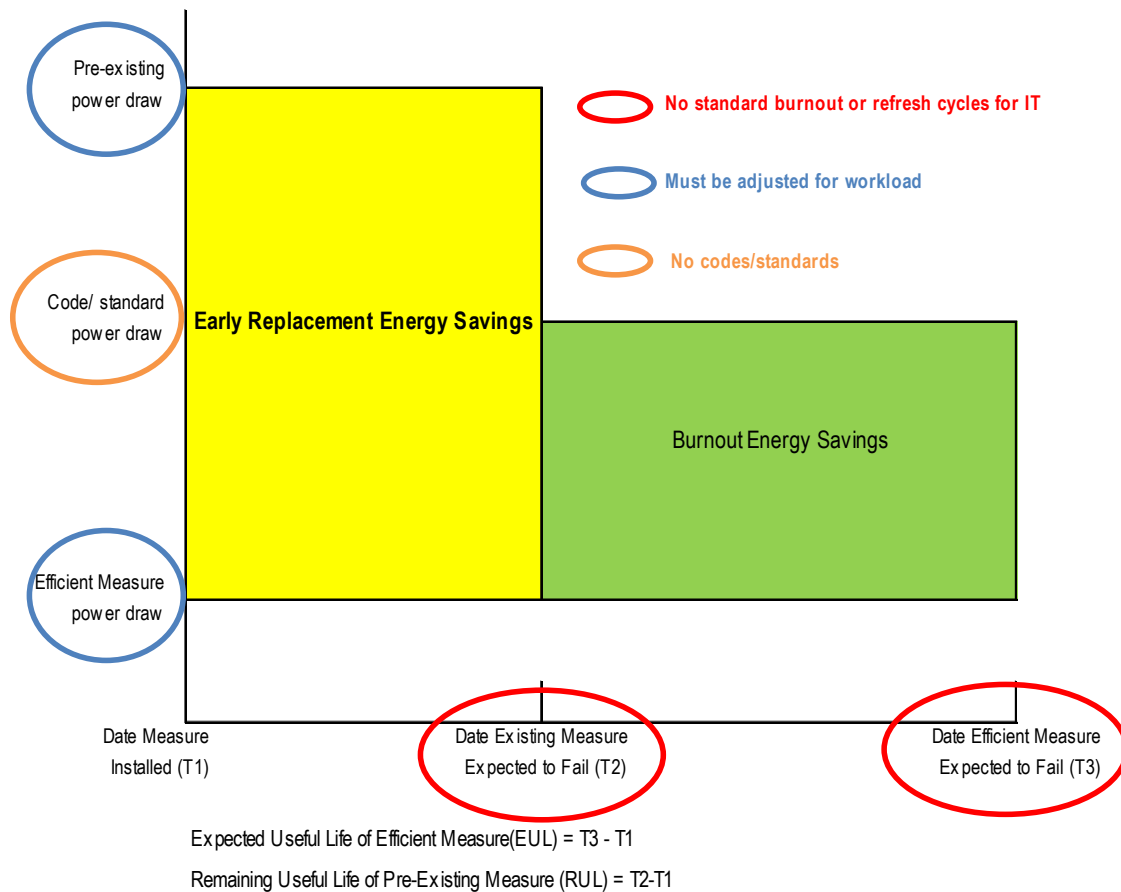 Pre-existing
power draw
No standard burnout or refresh cycles for IT
Must be adjusted for workload
No codes/standards
Code/ standard
power draw
Early Replacement Energy Savings
Burnout Energy Savings
Efficient Measure
power draw
Date Measure
Installed (T1)
Date Existing Measure
Expected to Fail (T2)
Date Efficient Measure
Expected to Fail (T3)
Expected Useful Life of Efficient Measure(EUL) = T3 - T1
Remaining Useful Life of Pre-Existing Measure (RUL) = T2-T1